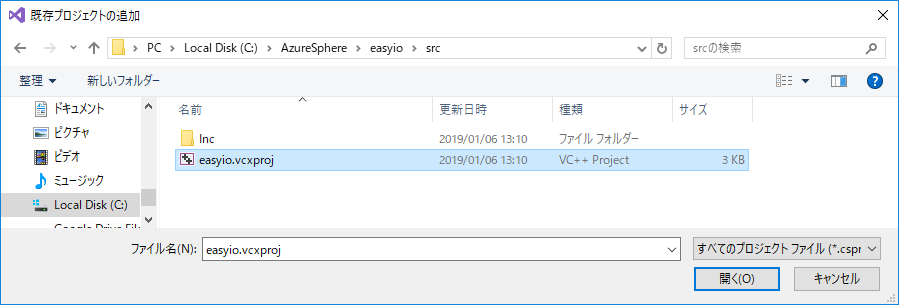 既存プロジェクトの追加
PC > Local Disk (C:) > AzureSphere > easyio > src
srcの検索
整理 新しいフォルダー
名前 更新日時 種類 サイズ
ドキュメント
ピクチャ
ビデオ
ミュージック
Local Disk (C:)
Google Drive File
Inc 2019/01/06 13:10 ファイル フォルダー
easyio.vcxproj 2019/01/06 13:10 VC++ Project 3 KB
ファイル名(N): easyio.vcxproj すべてのプロジェクト ファイル (*.cspr
開く(O) キャンセル